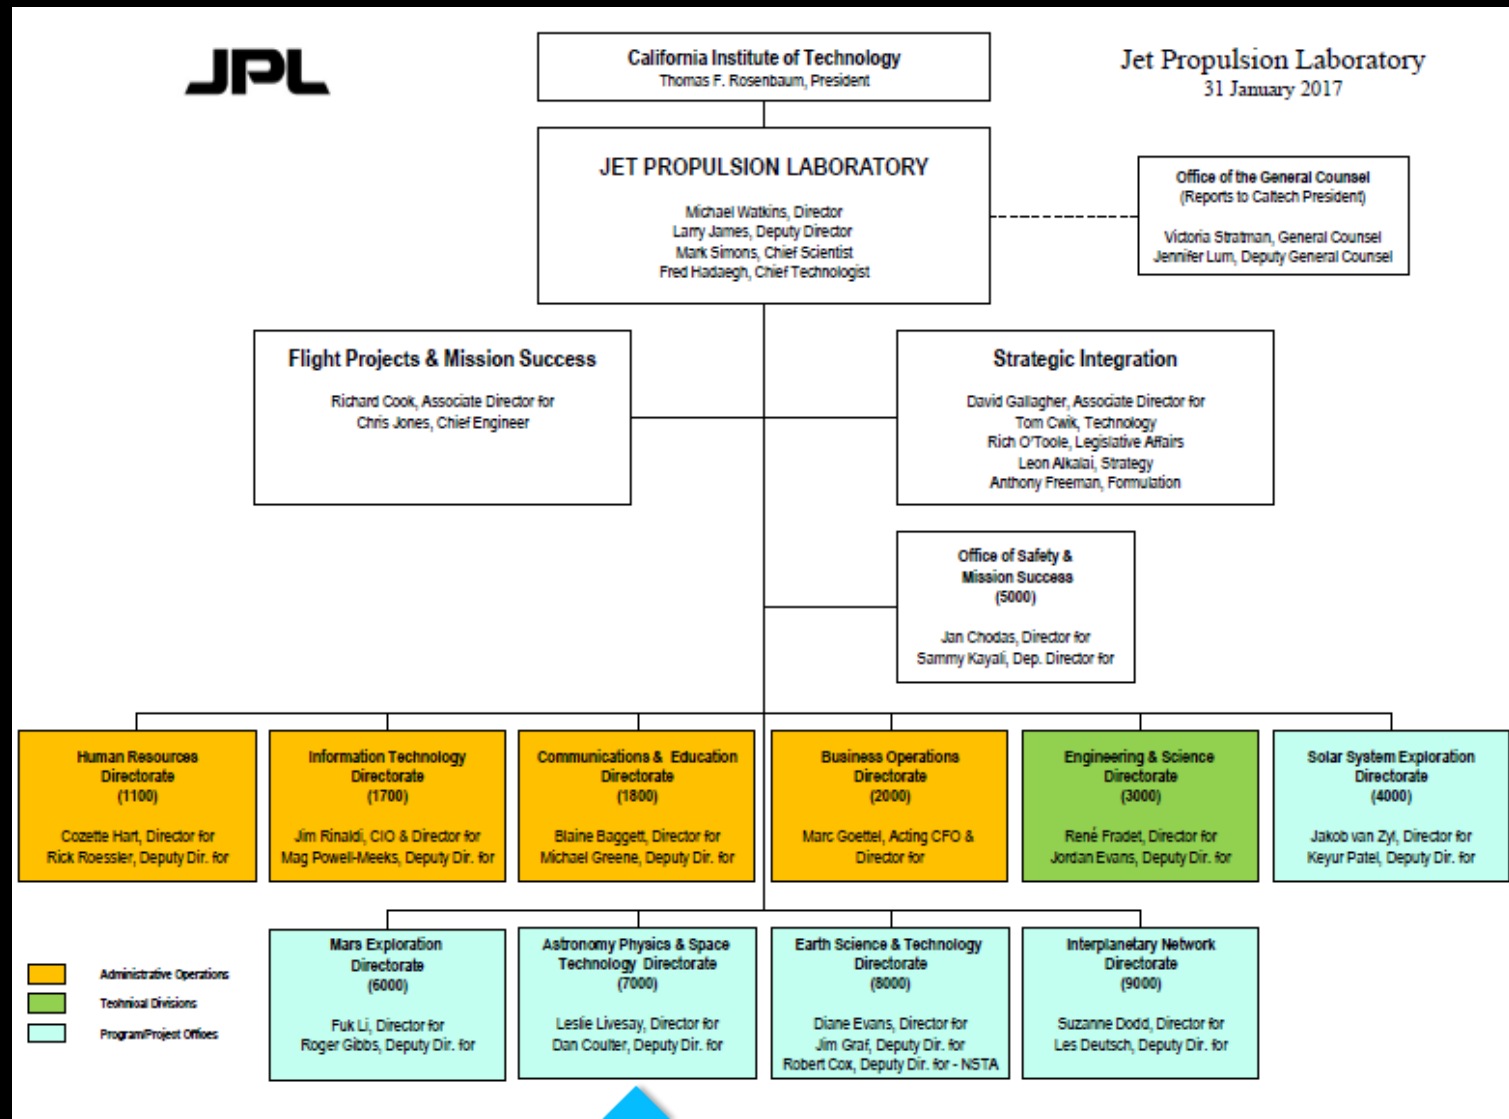 JPL
California Institute of Technology
Thomas F. Rosenbaum, President
Jet Propulsion Laboratory
31 January 2017
JET PROPULSION LABORATORY
Michael Watkins, Director
Larry James, Deputy Director
Mark Simons, Chief Scientist
Fred Hadaegh, Chief Technologist
Office of the General Counsel
(Reports to Caltech President)
Victoria Stratman, General Counsel
Jennifer Lum, Deputy General Counsel
Flight Projects & Mission Success
Richard Cook, Associate Director for
Chris Jones, Chief Engineer
Strategic Integration
David Gallagher, Associate Director for
Tom Cwik, Technology
Rich O'Toole, Legislative Affairs
Leon Alkalai, Strategy
Anthony Freeman, Formulation
Office of Safety &
Mission Success
(5000)
Jan Chodas, Director for
Sammy Kayali, Dep. Director for
Human Resources
Directorate
(1100)
Cozette Hart, Director for
Rick Roessler, Deputy Dir. for
Information Technology
Directorate
(1700)
Jim Rinaldi, CIO & Director for
Mag Powell-Meeks, Deputy Dir. for
Communications & Education
Directorate
(1800)
Blaine Baggett, Director for
Michael Greene, Deputy Dir. for
Business Operations
Directorate
(2000)
Marc Goettel, Acting CFO &
Director for
Engineering & Science
Directorate
(3000)
René Fradet, Director for
Jordan Evans, Deputy Dir. for
Solar System Exploration
Directorate
(4000)
Jakob van Zyl, Director for
Keyur Patel, Deputy Dir. for
Mars Exploration
Directorate
(6000)
Fuk Li, Director for
Roger Gibbs, Deputy Dir. for
Astronomy Physics & Space
Technology Directorate
(7000)
Leslie Livesay, Director for
Dan Coulter, Deputy Dir. for
Earth Science & Technology
Directorate
(8000)
Diane Evans, Director for
Jim Graf, Deputy Dir. for
Robert Cox, Deputy Dir. for - NSTA
Interplanetary Network
Directorate
(9000)
Suzanne Dodd, Director for
Les Deutsch, Deputy Dir. for
Administrative Operations
Technical Divisions
Program/Project Offices